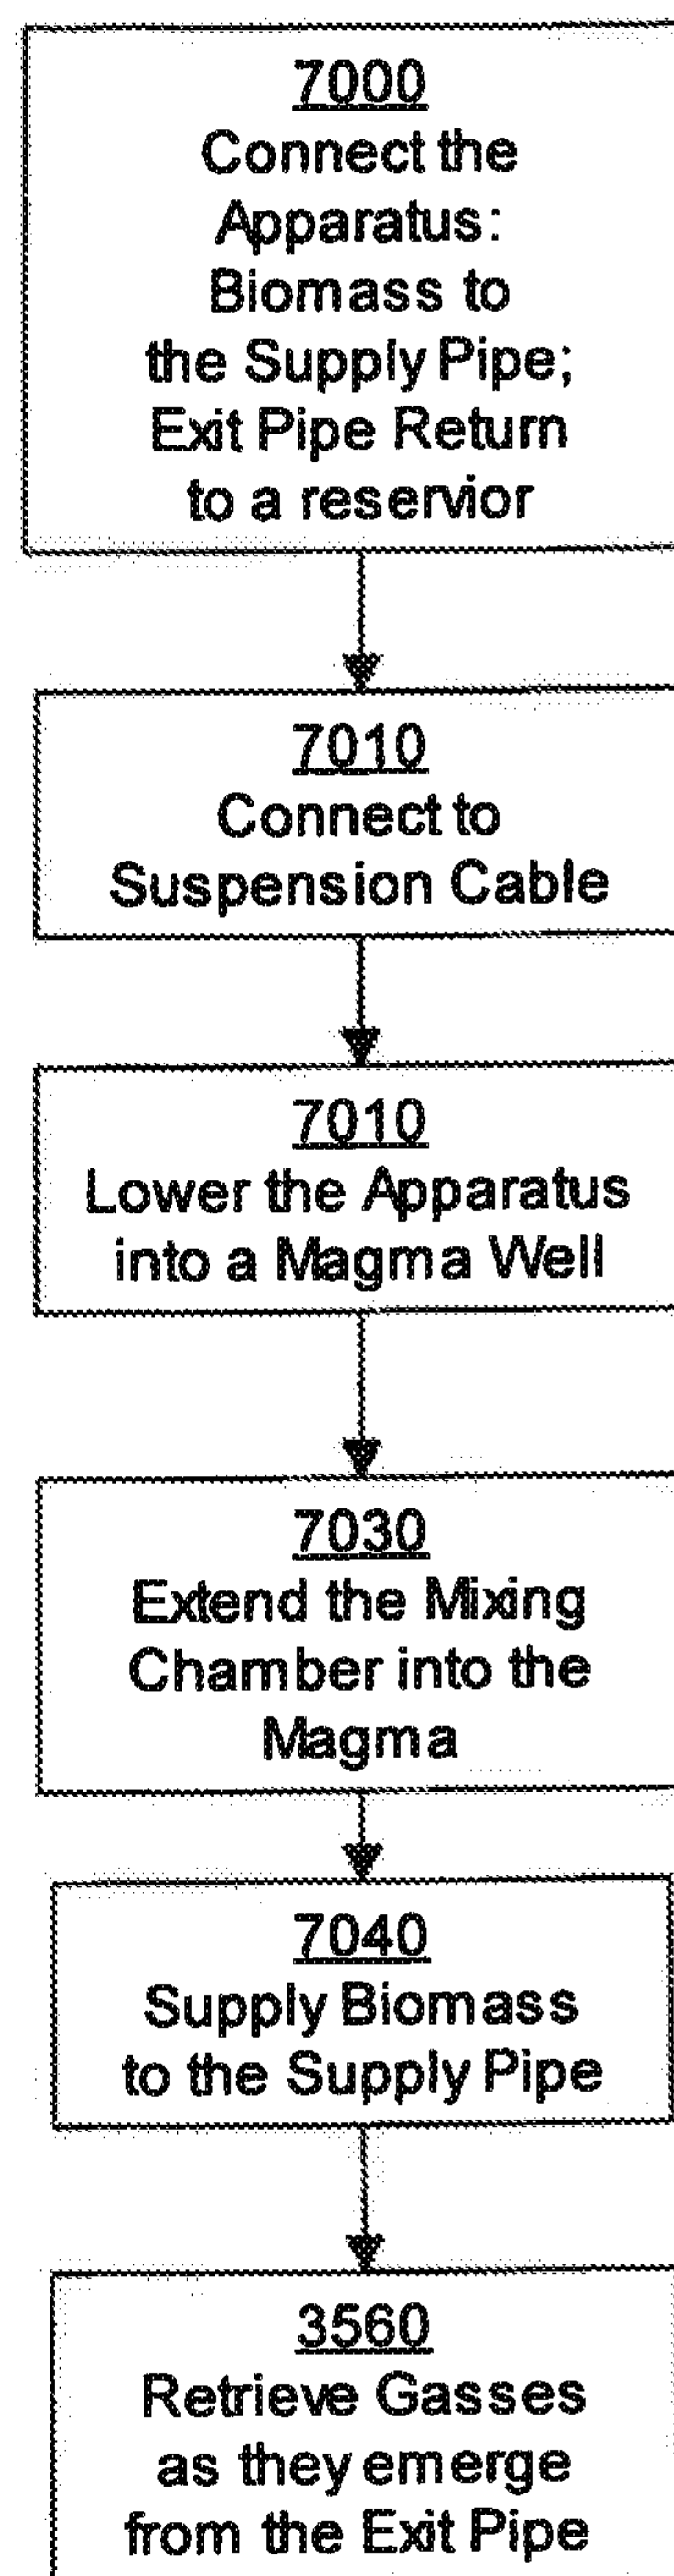 7000
Connect the
Apparatus:
Biomass to
the Supply Pipe;
Exit Pipe Return
to a reservior
7010
Connect to
Suspension Cable
7010
Lower the Apparatus
into a Magma Well
7030
Extend the Mixing
Chamber into the
Magma
7040
Supply Biomass
to the Supply Pipe
3560
Retrieve Gasses
as they emerge
from the Exit Pipe